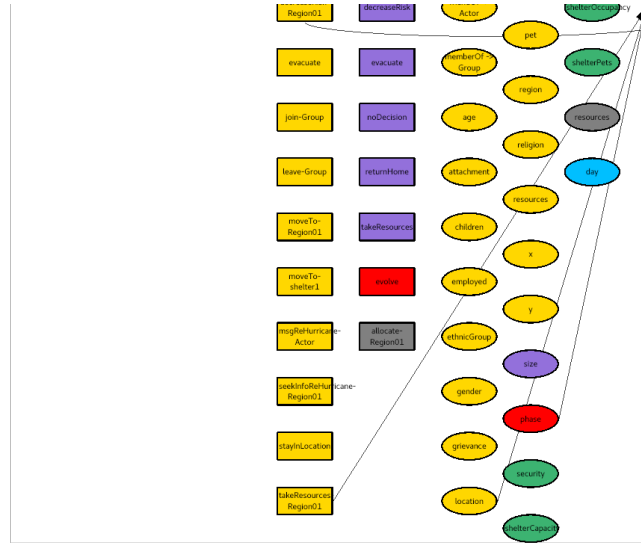 Region01
decreaseRisk
Actor
shelterOccupancy
pet
evacuate
evacuate
memberOf ->
Group
shelterPets
region
join-Group
noDecision
age
resources
religion
leave-Group
returnHome
attachment
day
resources
moveTo-
Region01
takeResources
children
x
moveTo-
shelter1
evolve
employed
y
msgReHurricane-
Actor
allocate-
Region01
ethnicGroup
size
seekInfoReHurricane-
Region01
gender
phase
stayInLocation
grievance
security
takeResources
Region01
location
shelterCapacity